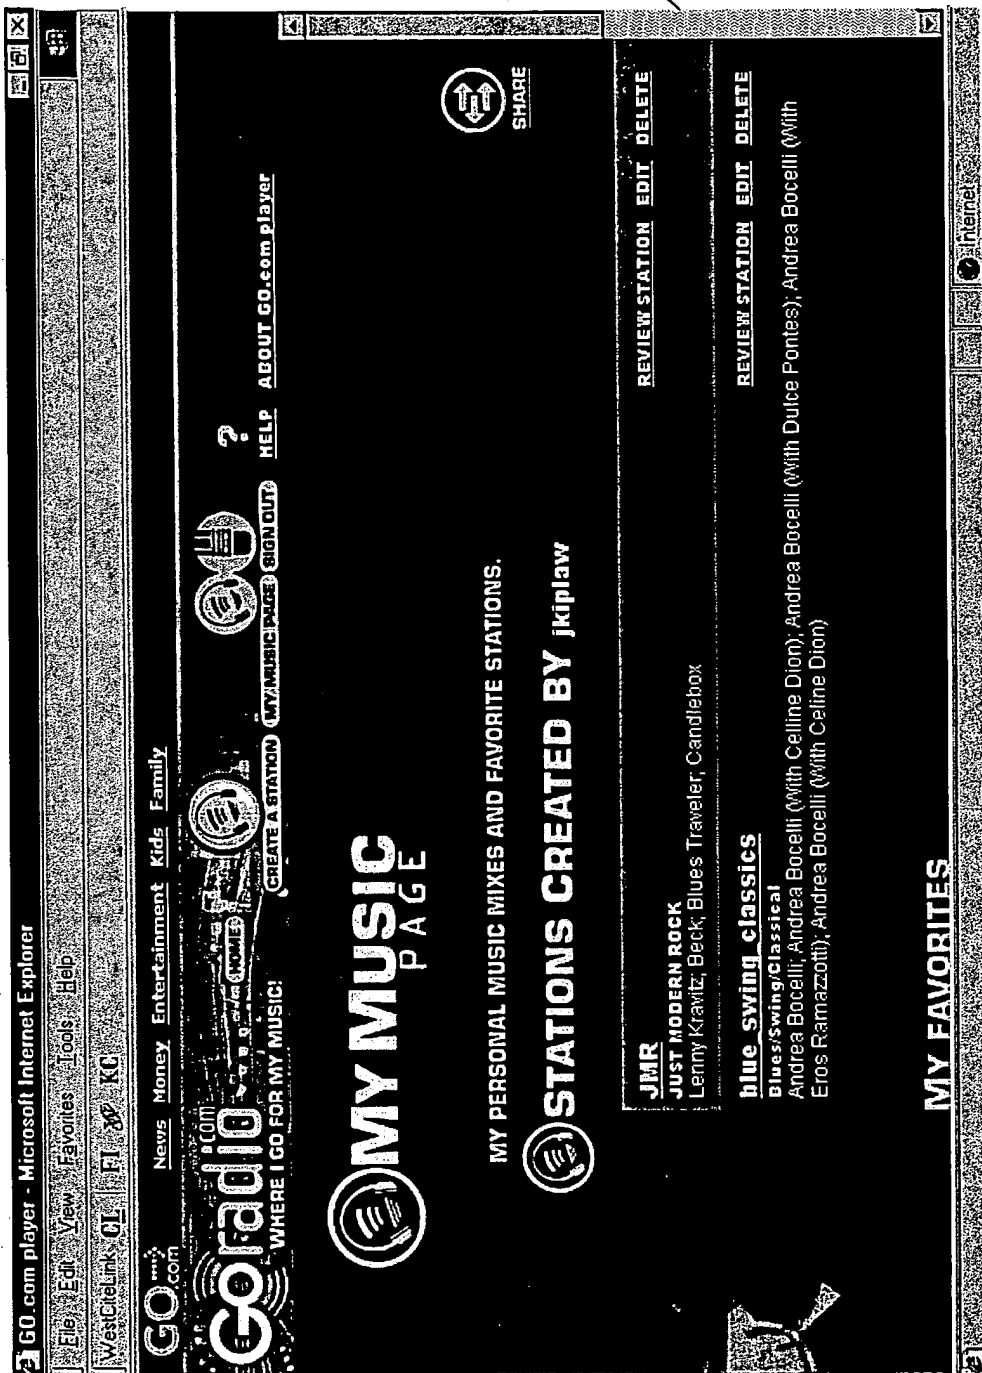 GO.com player - Microsoft Internet Explorer
File Edit View Favorites Tools Help
WestCiteLink CL FI KC
GO.com
News Money Entertainment Kids Family
GOradio.COM
WHERE I GO FOR MY MUSIC!
HOME
CREATE A STATION MY MUSIC PAGE SIGN OUT
?
HELP ABOUT GO.com player
MY MUSIC
PAGE
SHARE
MY PERSONAL MUSIC MIXES AND FAVORITE STATIONS.
STATIONS CREATED BY jkiplaw
JMR REVIEW STATION EDIT DELETE
JUST MODERN ROCK
Lenny Kravitz; Beck; Blues Traveler; Candlebox
blue_swing_classics REVIEW STATION EDIT DELETE
Blues/Swing/Classical
Andrea Bocelli; Andrea Bocelli (With Celline Dion); Andrea Bocelli (With Dulce Pontes); Andrea Bocelli (With
Eros Ramazzotti); Andrea Bocelli (With Celine Dion)
MY FAVORITES
Internet